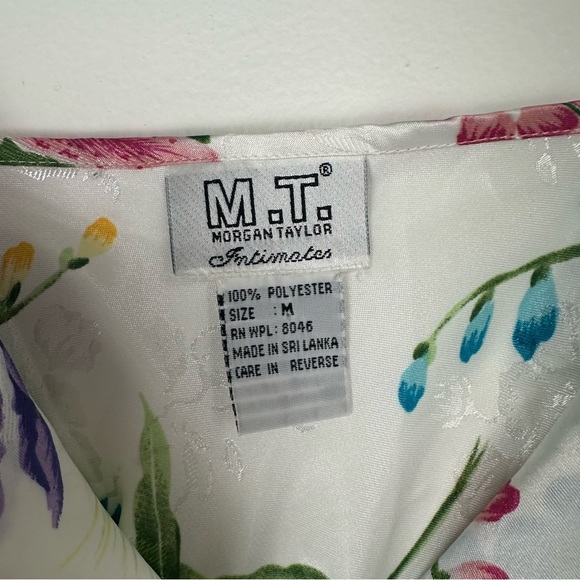 M.T.®
MORGAN TAYLOR
Intimates
100% POLYESTER
SIZE : M
RN WPL: 8046
MADE IN SRI LANKA
CARE IN REVERSE